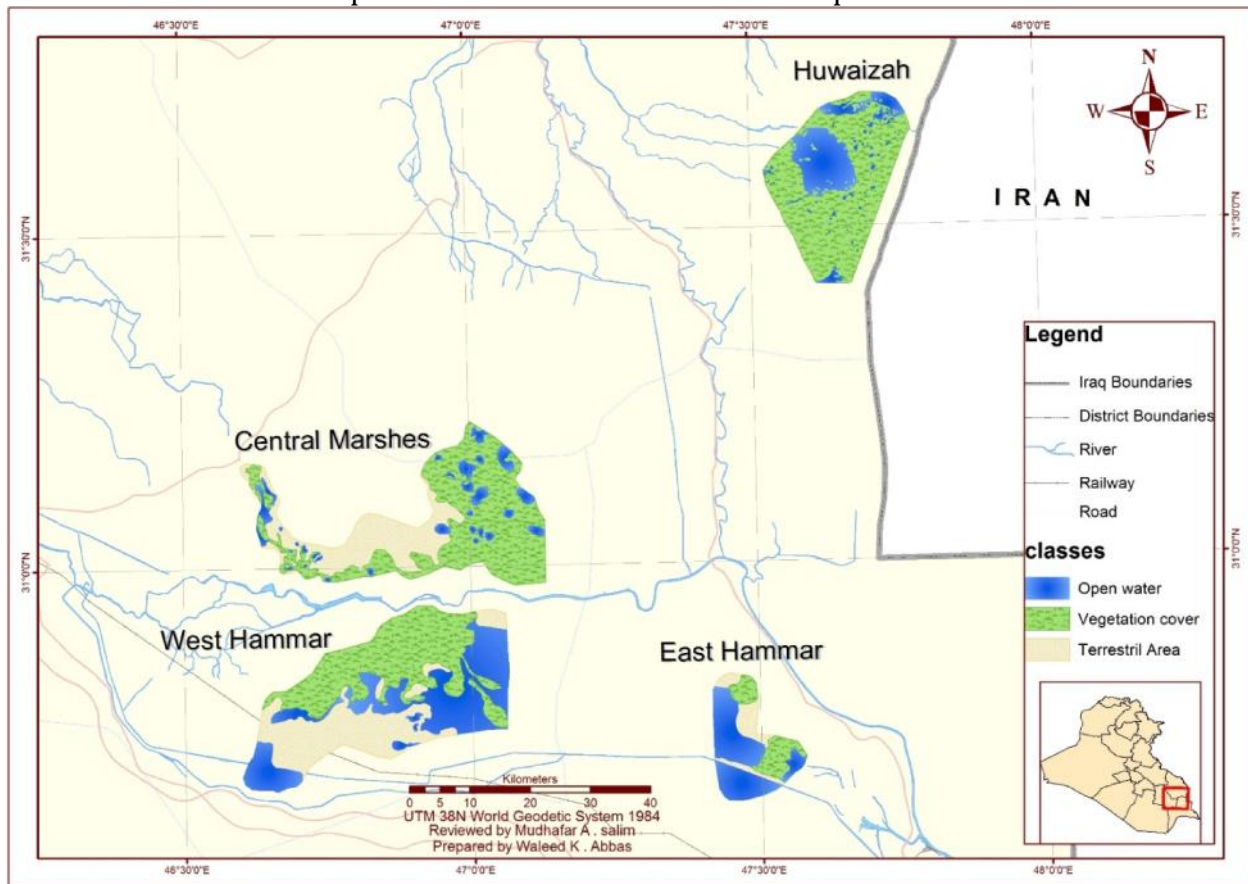 46°30'0"E
47°0'0"E
47°30'0"E
48°0'0"E
Huwaizah
N
W
E
S
I R A N
31°30'0"N
31°30'0"N
Legend
Iraq Boundaries
District Boundaries
River
Railway
Road
Central Marshes
31°0'0"N
31°0'0"N
classes
Open water
Vegetation cover
Terrestril Area
West Hammar
East Hammar
Kilometers
0 5 10 20 30 40
UTM 38N World Geodetic System 1984
Reviewed by Mudhafar A . salim
Prepared by Waleed K . Abbas
46°30'0"E
47°0'0"E
47°30'0"E
48°0'0"E